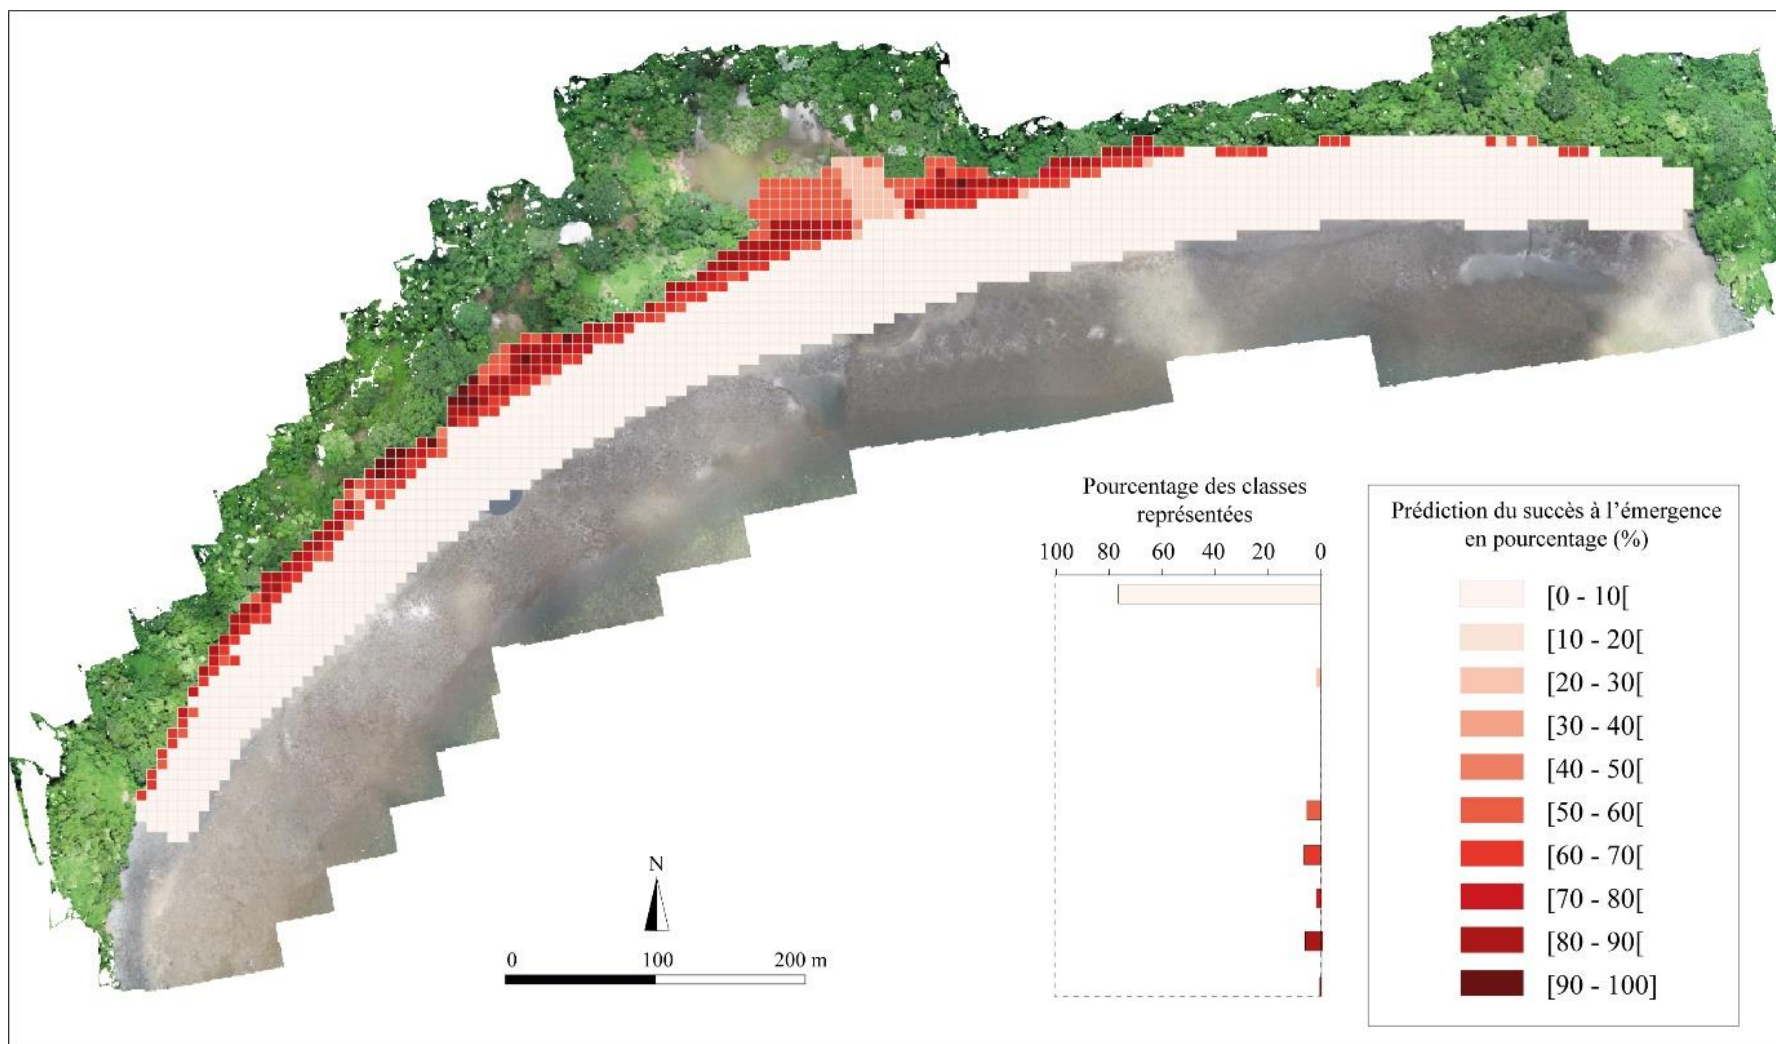 Pourcentage des classes
représentées
100 80 60 40 20 0
Prédiction du succès à l’émergence
en pourcentage (%)
[0 - 10[
[10 - 20[
[20 - 30[
[30 - 40[
[40 - 50[
[50 - 60[
[60 - 70[
[70 - 80[
[80 - 90[
[90 - 100]
N
0 100 200 m